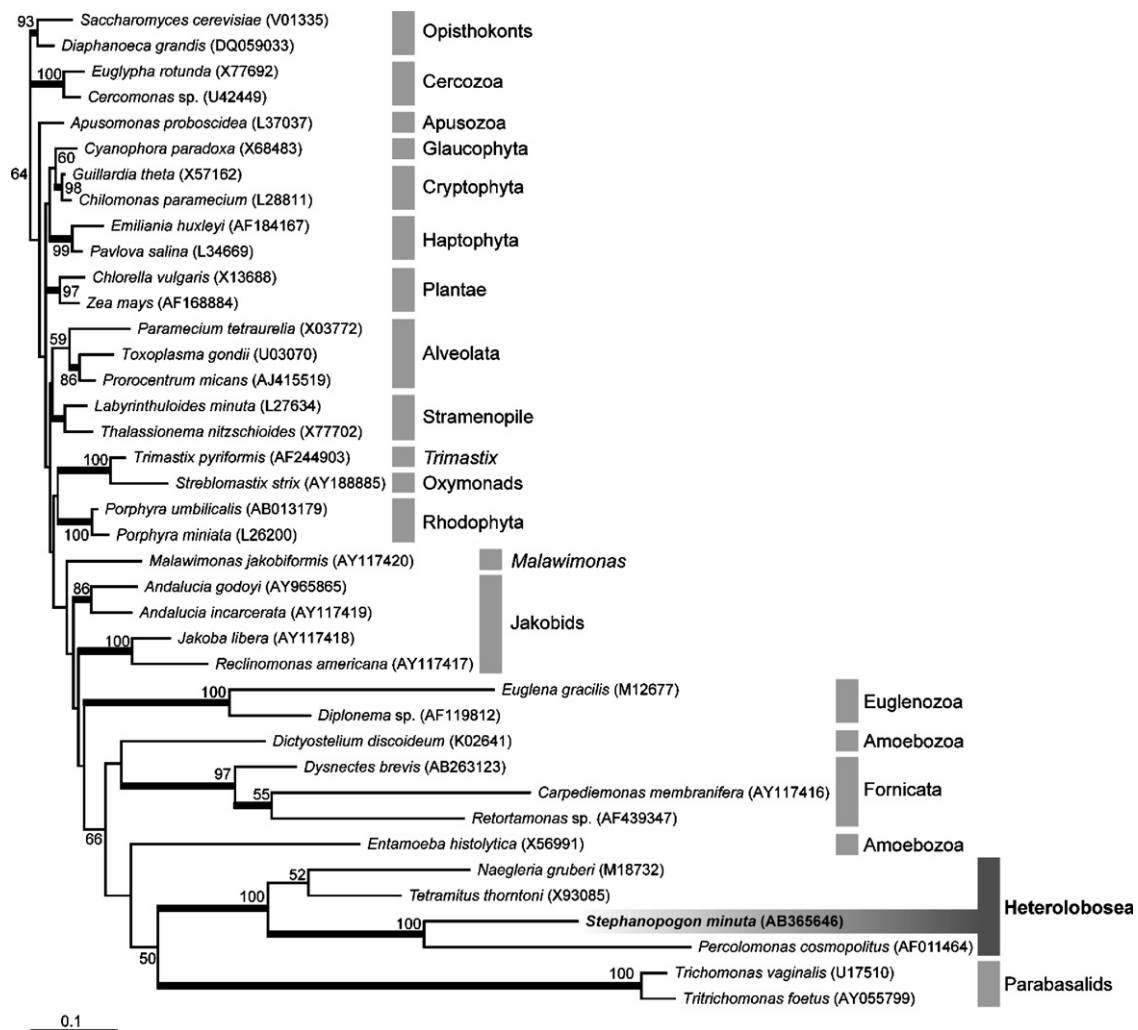 93
Saccharomyces cerevisiae (V01335)
Diaphanoeca grandis (DQ059033)
Opisthokonts
100
Euglypha rotunda (X77692)
Cercomonas sp. (U42449)
Cercozoa
Apusomonas proboscidea (L37037)
Apusozoa
64
60
Cyanophora paradoxa (X68483)
Glaucophyta
98
Guillardia theta (X57162)
Chilomonas paramecium (L28811)
Cryptophyta
99
Emiliania huxleyi (AF184167)
Pavlova salina (L34669)
Haptophyta
97
Chlorella vulgaris (X13688)
Zea mays (AF168884)
Plantae
59
Paramecium tetraurelia (X03772)
86
Toxoplasma gondii (U03070)
Prorocentrum micans (AJ415519)
Alveolata
Labyrinthuloides minuta (L27634)
Thalassionema nitzschioides (X77702)
Stramenopile
100
Trimastix pyriformis (AF244903)
Trimastix
Streblomastix strix (AY188885)
Oxymonads
100
Porphyra umbilicalis (AB013179)
Porphyra miniata (L26200)
Rhodophyta
Malawimonas jakobiformis (AY117420)
Malawimonas
86
Andalucia godoyi (AY965865)
Andalucia incarcerata (AY117419)
100
Jakoba libera (AY117418)
Reclinomonas americana (AY117417)
Jakobids
100
Euglena gracilis (M12677)
Diplonema sp. (AF119812)
Euglenozoa
Dictyostelium discoideum (K02641)
Amoebozoa
97
Dysnectes brevis (AB263123)
55
Carpediemonas membranifera (AY117416)
Retortamonas sp. (AF439347)
Fornicata
66
Entamoeba histolytica (X56991)
Amoebozoa
100
52
Naegleria gruberi (M18732)
Tetramitus thorntoni (X93085)
100
Stephanopogon minuta (AB365646)
Percolomonas cosmopolitus (AF011464)
Heterolobosea
50
100
Trichomonas vaginalis (U17510)
Tritrichomonas foetus (AY055799)
Parabasalids
0.1